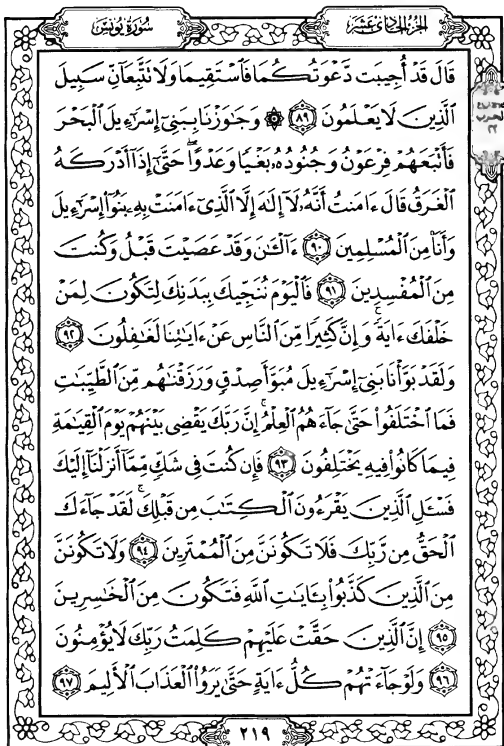 الجزء الحادي عشر
سورة يونس
قَالَ قَدْ أُجِيبَت دَّعْوَتُكُمَا فَٱسْتَقِيمَا وَلَا تَتَّبِعَآنِّ سَبِيلَ
ٱلَّذِينَ لَا يَعْلَمُونَ ٨٩ ۞ وَجَٰوَزْنَا بِبَنِىٓ إِسْرَٰٓءِيلَ ٱلْبَحْرَ
فَأَتْبَعَهُمْ فِرْعَوْنُ وَجُنُودُهُۥ بَغْيًا وَعَدْوًا ۖ حَتَّىٰٓ إِذَآ أَدْرَكَهُ
ٱلْغَرَقُ قَالَ ءَامَنتُ أَنَّهُۥ لَآ إِلَٰهَ إِلَّا ٱلَّذِىٓ ءَامَنَتْ بِهِۦ بَنُوٓا۟ إِسْرَٰٓءِيلَ
وَأَنَا۠ مِنَ ٱلْمُسْلِمِينَ ٩٠ ءَآلْـَٰٔنَ وَقَدْ عَصَيْتَ قَبْلُ وَكُنتَ
مِنَ ٱلْمُفْسِدِينَ ٩١ فَٱلْيَوْمَ نُنَجِّيكَ بِبَدَنِكَ لِتَكُونَ لِمَنْ
خَلْفَكَ ءَايَةً ۚ وَإِنَّ كَثِيرًا مِّنَ ٱلنَّاسِ عَنْ ءَايَٰتِنَا لَغَٰفِلُونَ ٩٢
وَلَقَدْ بَوَّأْنَا بَنِىٓ إِسْرَٰٓءِيلَ مُبَوَّأَ صِدْقٍ وَرَزَقْنَٰهُم مِّنَ ٱلطَّيِّبَٰتِ
فَمَا ٱخْتَلَفُوا۟ حَتَّىٰ جَآءَهُمُ ٱلْعِلْمُ ۚ إِنَّ رَبَّكَ يَقْضِى بَيْنَهُمْ يَوْمَ ٱلْقِيَٰمَةِ
فِيمَا كَانُوا۟ فِيهِ يَخْتَلِفُونَ ٩٣ فَإِن كُنتَ فِى شَكٍّ مِّمَّآ أَنزَلْنَآ إِلَيْكَ
فَسْـَٔلِ ٱلَّذِينَ يَقْرَءُونَ ٱلْكِتَٰبَ مِن قَبْلِكَ ۚ لَقَدْ جَآءَكَ
ٱلْحَقُّ مِن رَّبِّكَ فَلَا تَكُونَنَّ مِنَ ٱلْمُمْتَرِينَ ٩٤ وَلَا تَكُونَنَّ
مِنَ ٱلَّذِينَ كَذَّبُوا۟ بِـَٔايَٰتِ ٱللَّهِ فَتَكُونَ مِنَ ٱلْخَٰسِرِينَ
٩٥ إِنَّ ٱلَّذِينَ حَقَّتْ عَلَيْهِمْ كَلِمَتُ رَبِّكَ لَا يُؤْمِنُونَ
٩٦ وَلَوْ جَآءَتْهُمْ كُلُّ ءَايَةٍ حَتَّىٰ يَرَوُا۟ ٱلْعَذَابَ ٱلْأَلِيمَ ٩٧
٢١٩